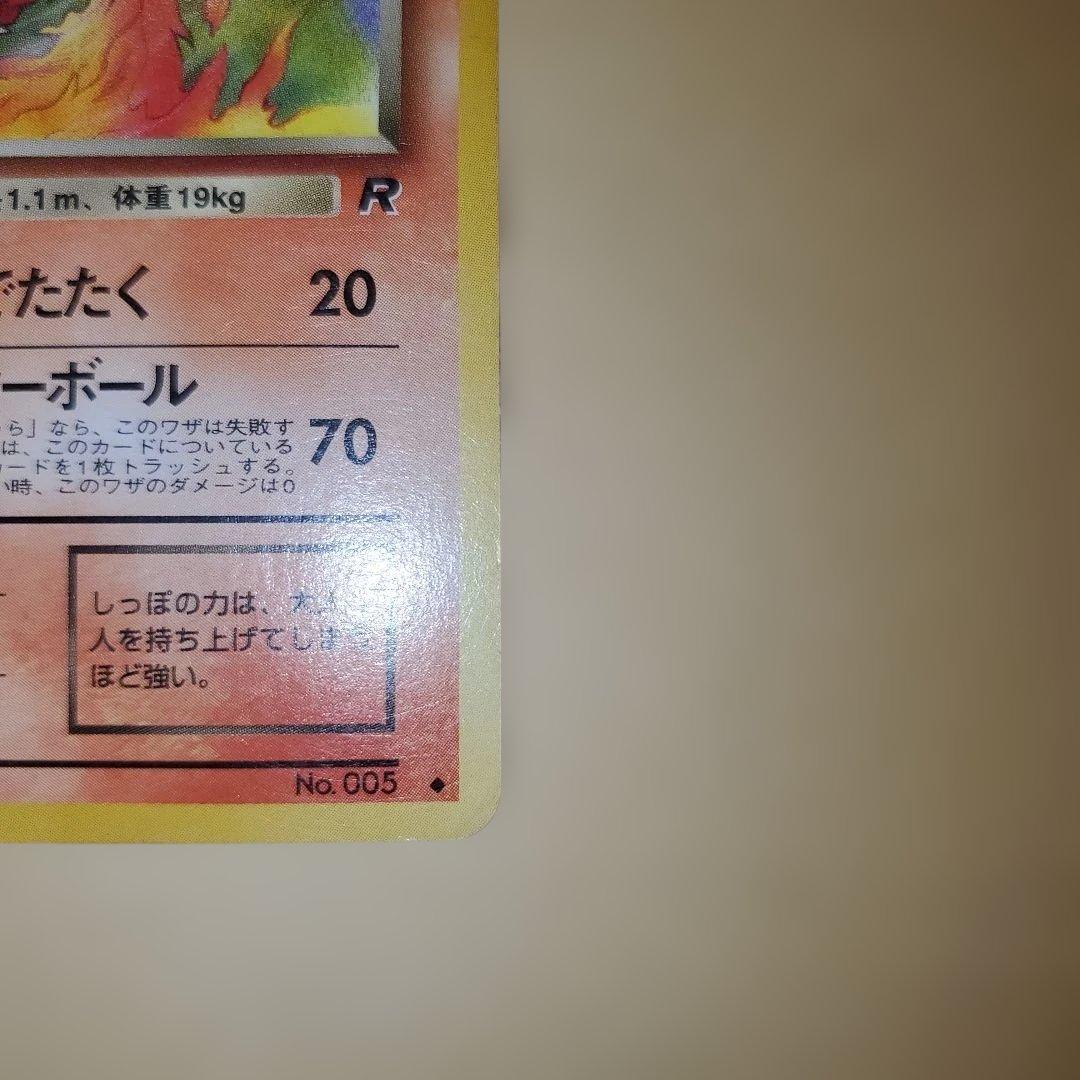 1.1m、体重19kg R
でたたく 20
ーボール
ら」なら、このワザは失敗す
は、このカードについている 70
カードを1枚トラッシュする。
い時、このワザのダメージは0
しっぽの力は、大人
人を持ち上げてしまう
ほど強い。
No. 005 ◆